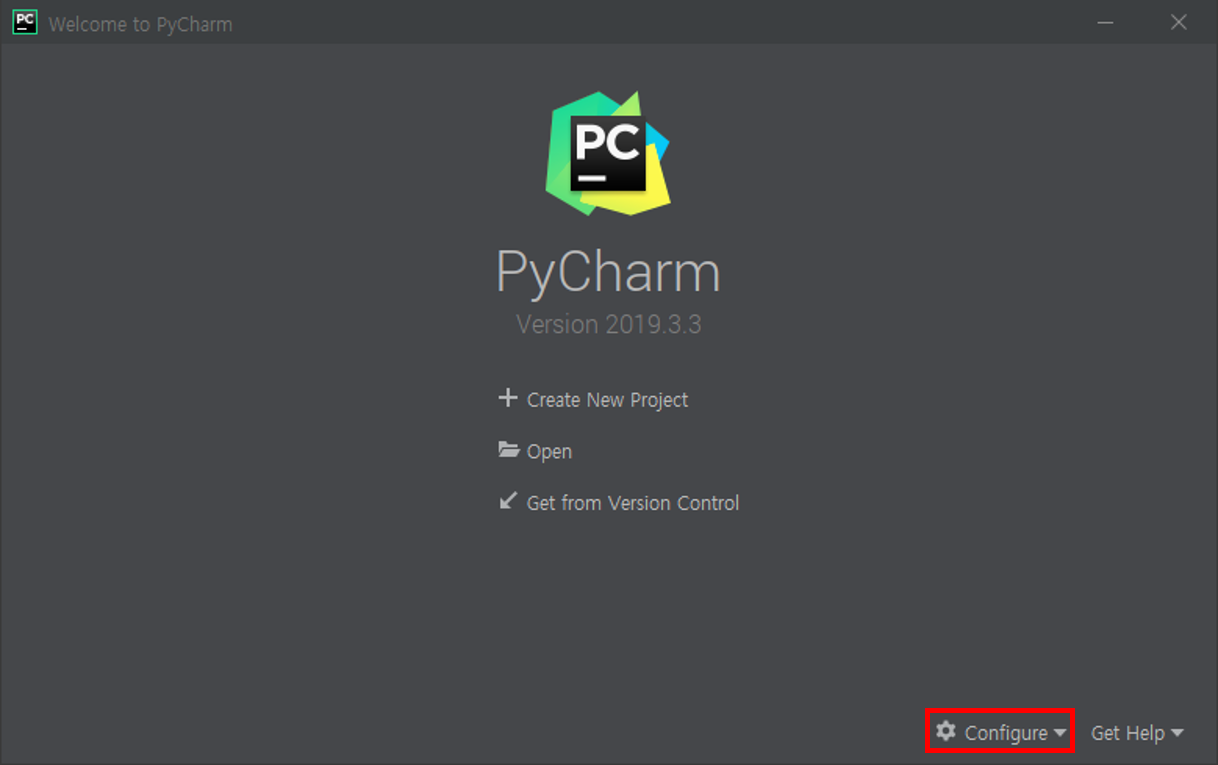 PC Welcome to PyCharm
PC
PyCharm
Version 2019.3.3
Create New Project
Open
Get from Version Control
Configure Get Help